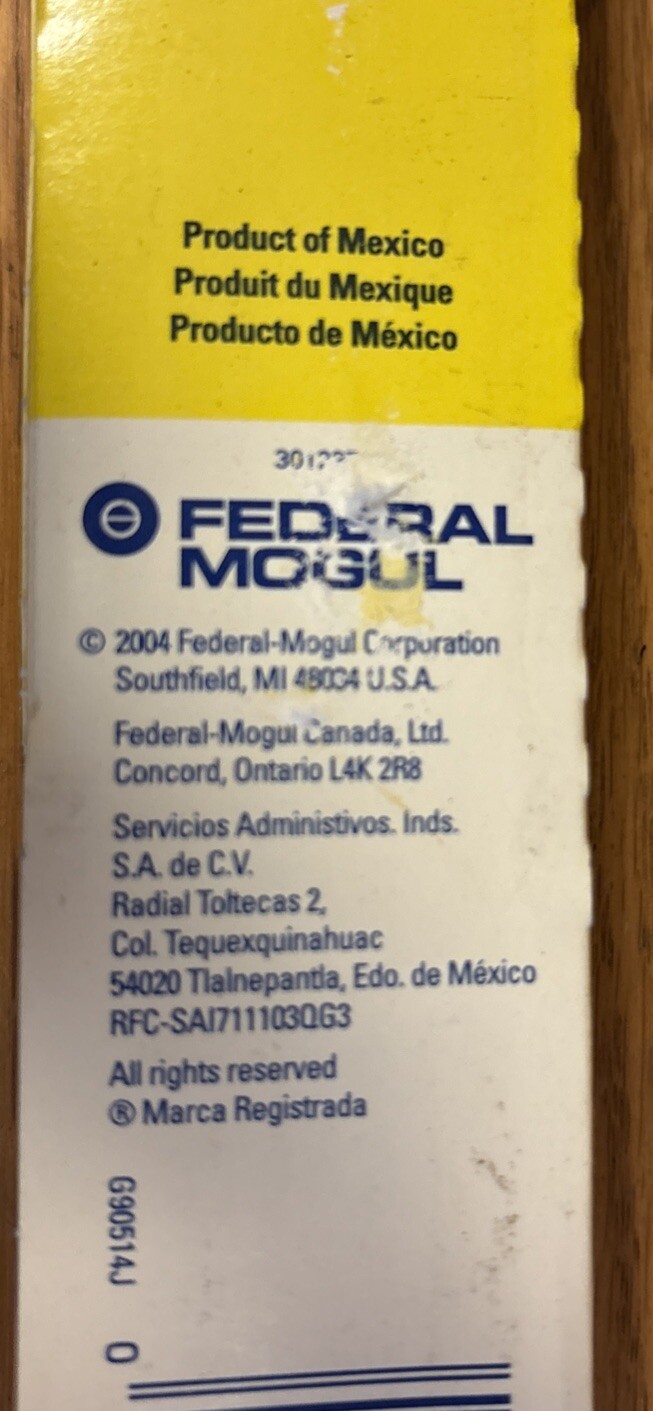 Product of Mexico
Produit du Mexique
Producto de México
FEDERAL
MOGUL
© 2004 Federal-Mogul Corporation
Southfield, MI 48034 U.S.A.
Federal-Mogul Canada, Ltd.
Concord, Ontario L4K 2R8
Servicios Administivos. Inds.
S.A. de C.V.
Radial Toltecas 2,
Col. Tequexquinahuac
54020 Tlalnepantla, Edo. de México
RFC-SAI711103QG3
All rights reserved
® Marca Registrada
G90514J
0